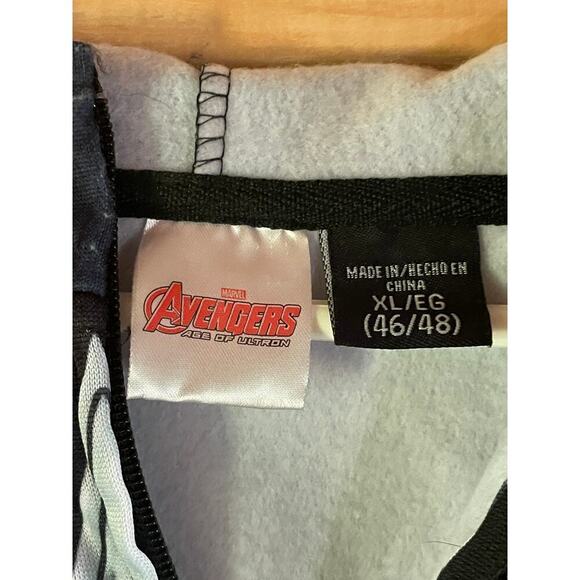 MARVEL
AVENGERS
AGE OF ULTRON
MADE IN/HECHO EN
CHINA
XL/EG
(46/48)